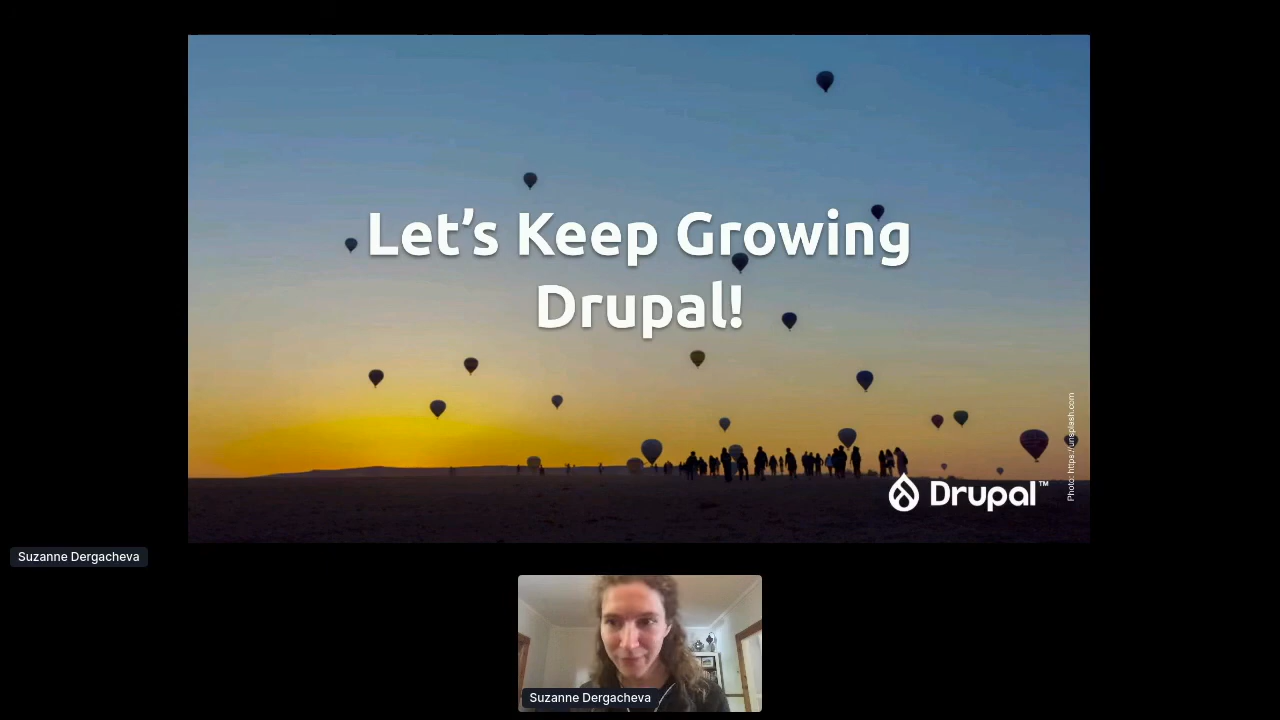 Let’s Keep Growing
Drupal!
Photo: https://unsplash.com
Drupal™
Suzanne Dergacheva
Suzanne Dergacheva